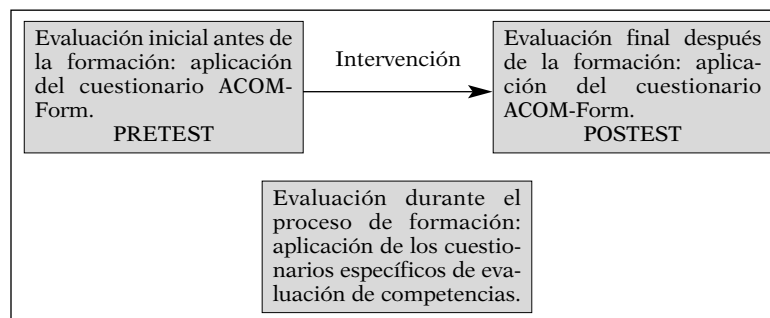 Evaluación inicial antes de
la formación: aplicación
del cuestionario ACOM-
Form.
PRETEST
Intervención
Evaluación final después
de la formación: aplica-
ción del cuestionario
ACOM-Form.
POSTEST
Evaluación durante el
proceso de formación:
aplicación de los cuestio-
narios específicos de eva-
luación de competencias.